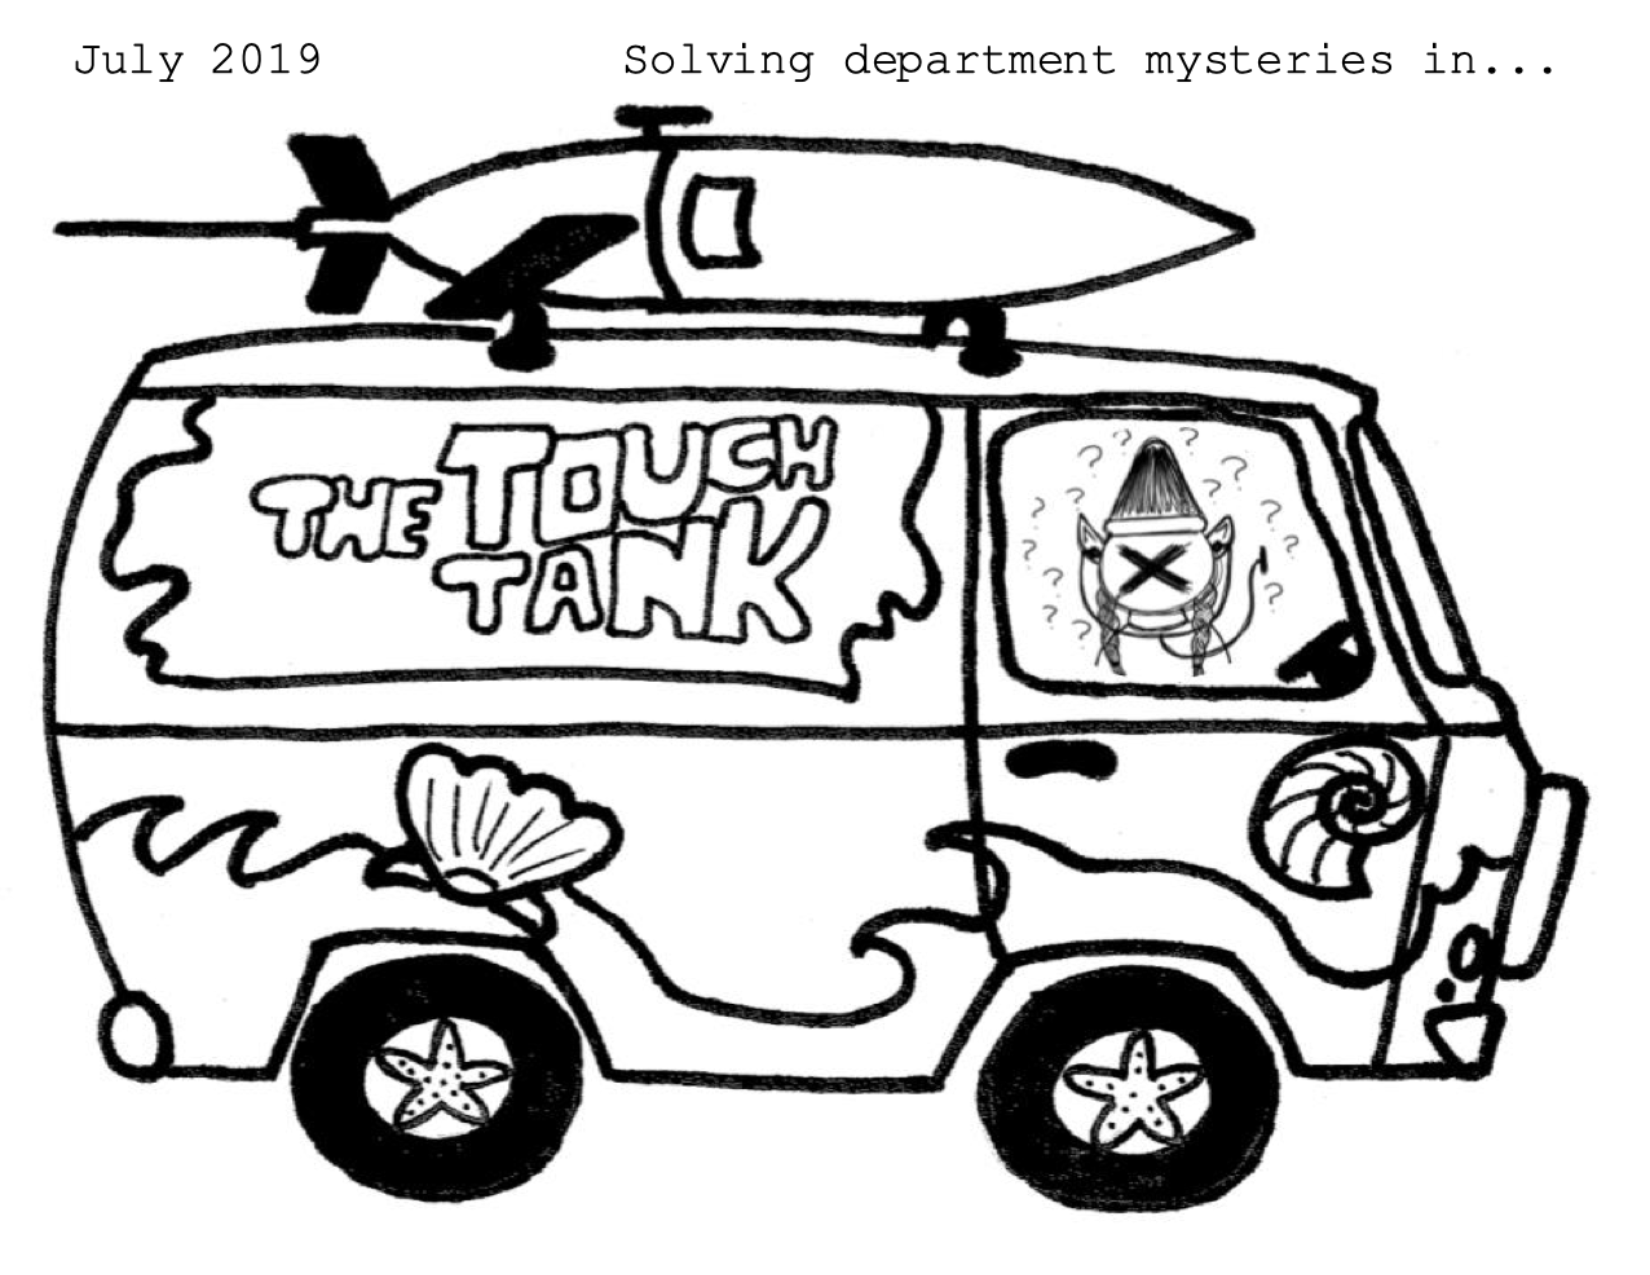 July 2019 Solving department mysteries in...
THE TOUCH
TANK
? ? ? ? ? ? ? ? ? ? ? ? ? ? ?
X